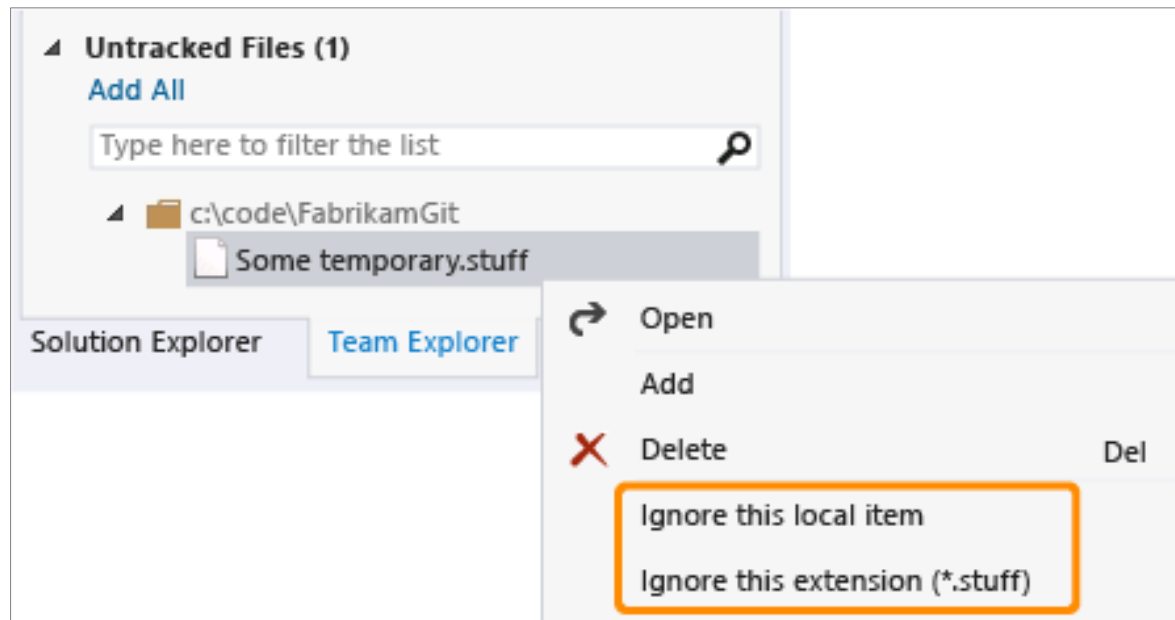 Untracked Files (1)
Add All
Type here to filter the list
c:\code\FabrikamGit
Some temporary.stuff
Solution Explorer
Team Explorer
Open
Add
Delete Del
Ignore this local item
Ignore this extension (*.stuff)